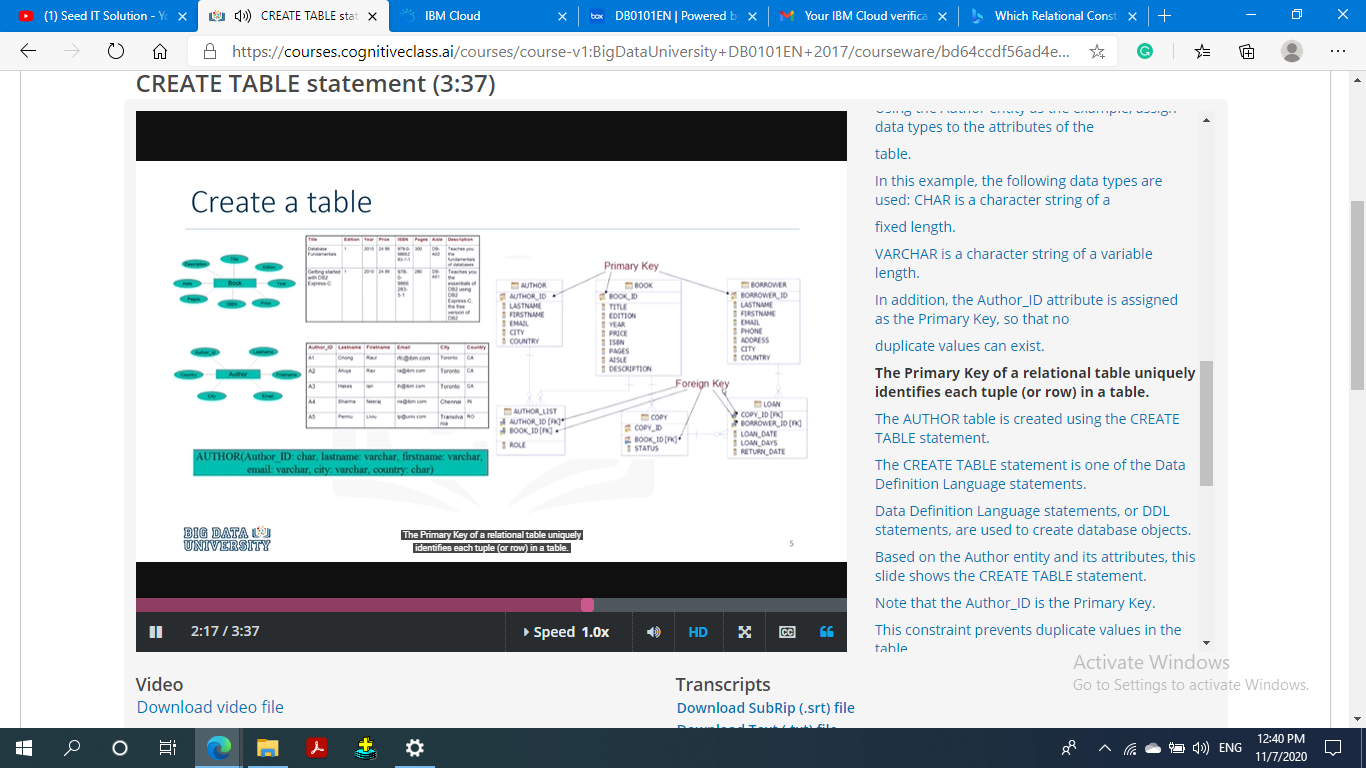 (1) Seed IT Solution - Yo
CREATE TABLE stat
IBM Cloud
DB0101EN | Powered b
Your IBM Cloud verifica
Which Relational Const
https://courses.cognitiveclass.ai/courses/course-v1:BigDataUniversity+DB0101EN+2017/courseware/bd64ccdf56ad4e...
CREATE TABLE statement (3:37)
Create a table
Title Edition Year Price ISBN Pages Aisle Description
Database Fundamentals 1 2010 24.99 300 DB-A02 Teaches you the fundamentals of databases
Getting started with DB2 Express-C 1 2010 24.99 280 DB-A01 Teaches you the essentials of DB2 using DB2 Express-C, the free version of DB2
Description
Title
Edition
Aisle
Book
Year
Pages
ISBN
Price
Author_ID Lastname Firstname Email City Country
A1 Chong Raul rfc@ibm.com Toronto CA
A2 Ahuja Rav ra@ibm.com Toronto CA
A3 Hakes Ian ih@ibm.com Toronto CA
A4 Sharma Neeraj ns@ibm.com Chennai IN
A5 Perniu Liviu lp@univ.com Transilvania RO
Author_Id
Lastname
Country
Author
Firstname
City
Email
AUTHOR(Author_ID: char, lastname: varchar, firstname: varchar,
email: varchar, city: varchar, country: char)
Primary Key
AUTHOR
AUTHOR_ID
LASTNAME
FIRSTNAME
EMAIL
CITY
COUNTRY
BOOK
BOOK_ID
TITLE
EDITION
YEAR
PRICE
ISBN
PAGES
AISLE
DESCRIPTION
BORROWER
BORROWER_ID
LASTNAME
FIRSTNAME
EMAIL
PHONE
ADDRESS
CITY
COUNTRY
Foreign Key
AUTHOR_LIST
AUTHOR_ID [FK]
BOOK_ID [FK]
ROLE
COPY
COPY_ID
BOOK_ID [FK]
STATUS
LOAN
COPY_ID [FK]
BORROWER_ID [FK]
LOAN_DATE
LOAN_DAYS
RETURN_DATE
BIG DATA
UNIVERSITY
The Primary Key of a relational table uniquely
identifies each tuple (or row) in a table.
5
2:17 / 3:37
Speed 1.0x
HD
CC
Using the Author entity as the example, assign
data types to the attributes of the
table.
In this example, the following data types are
used: CHAR is a character string of a
fixed length.
VARCHAR is a character string of a variable
length.
In addition, the Author_ID attribute is assigned
as the Primary Key, so that no
duplicate values can exist.
The Primary Key of a relational table uniquely
identifies each tuple (or row) in a table.
The AUTHOR table is created using the CREATE
TABLE statement.
The CREATE TABLE statement is one of the Data
Definition Language statements.
Data Definition Language statements, or DDL
statements, are used to create database objects.
Based on the Author entity and its attributes, this
slide shows the CREATE TABLE statement.
Note that the Author_ID is the Primary Key.
This constraint prevents duplicate values in the
table.
Activate Windows
Go to Settings to activate Windows.
Video
Download video file
Transcripts
Download SubRip (.srt) file
Download Text (.txt) file
ENG
12:40 PM
11/7/2020